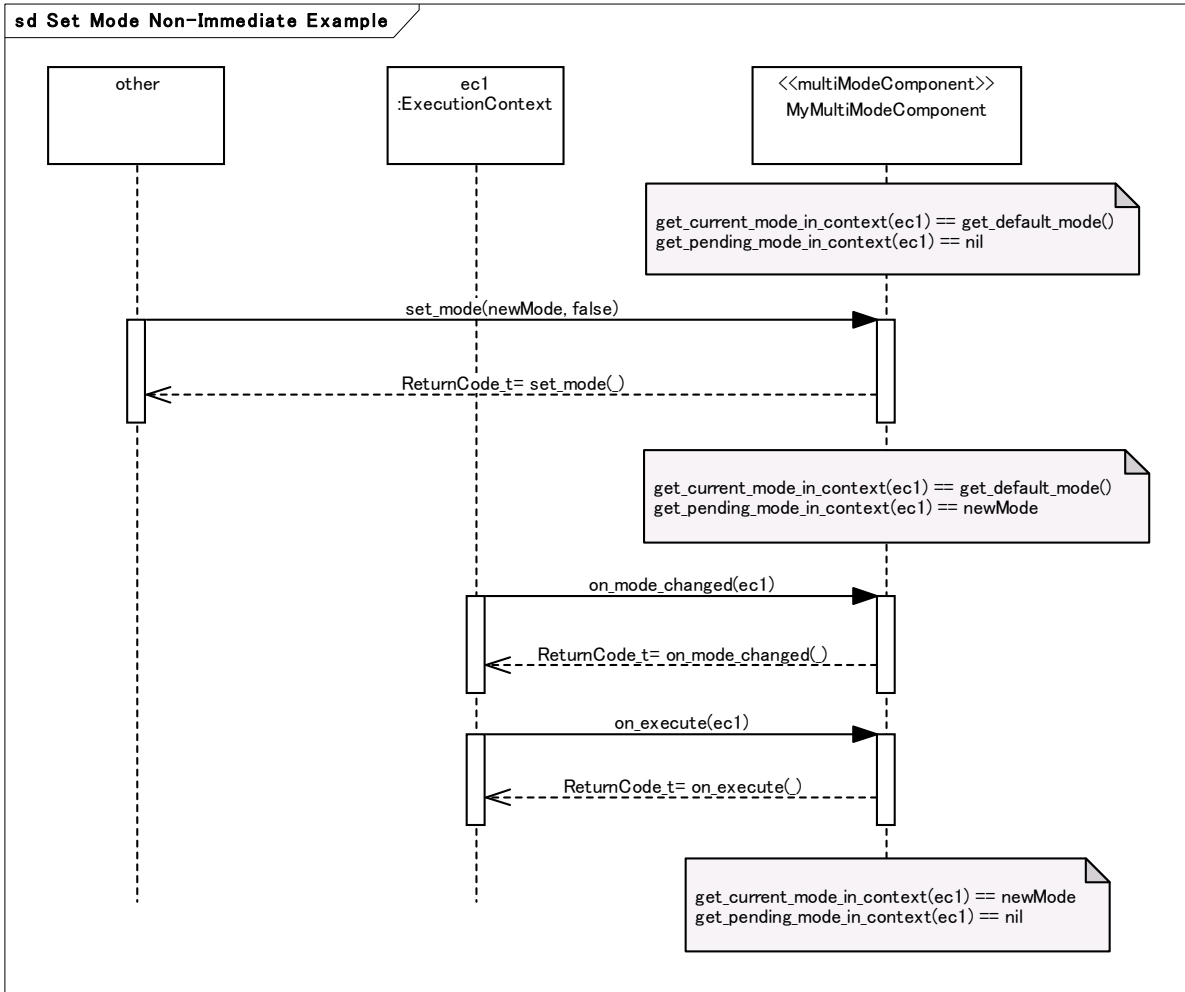 sd Set Mode Non-Immediate Example
other
ec1
:ExecutionContext
<<multiModeComponent>>
MyMultiModeComponent
get_current_mode_in_context(ec1) == get_default_mode()
get_pending_mode_in_context(ec1) == nil
set_mode(newMode, false)
ReturnCode_t= set_mode(_)
get_current_mode_in_context(ec1) == get_default_mode()
get_pending_mode_in_context(ec1) == newMode
on_mode_changed(ec1)
ReturnCode_t= on_mode_changed(_)
on_execute(ec1)
ReturnCode_t= on_execute(_)
get_current_mode_in_context(ec1) == newMode
get_pending_mode_in_context(ec1) == nil